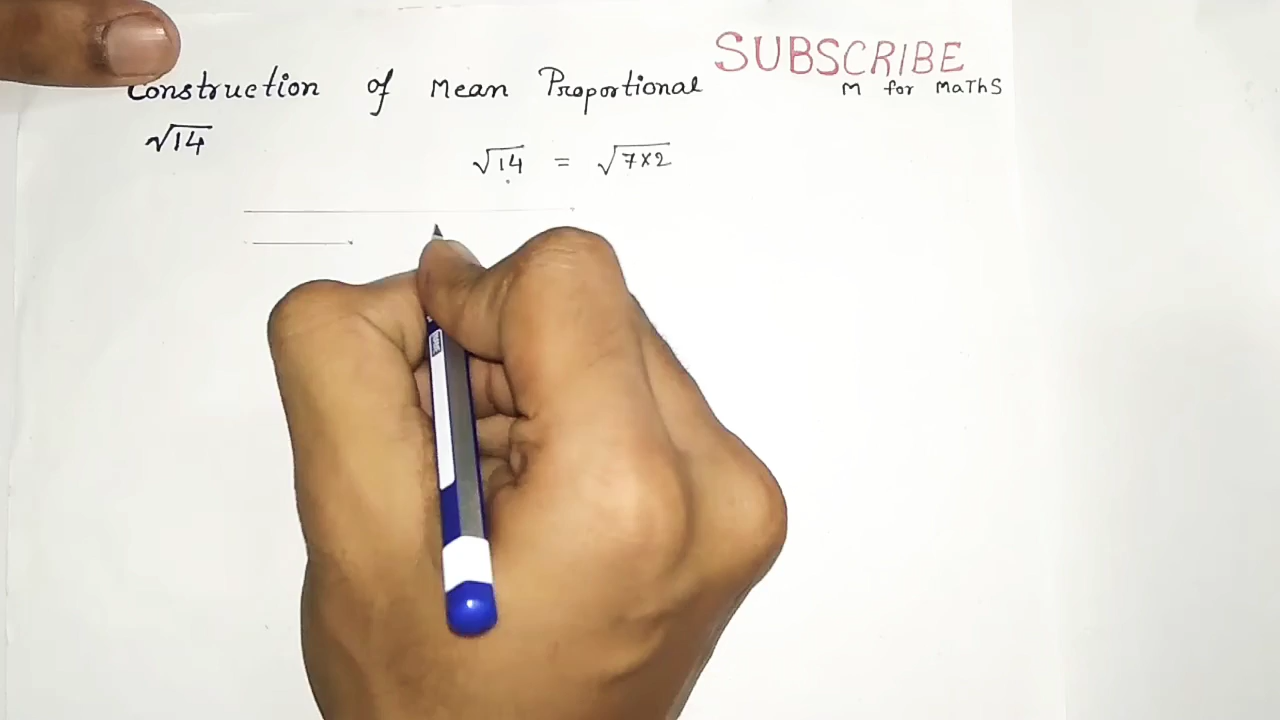 SUBSCRIBE
Construction of Mean Proportional
M for MaThS
√14
√14 = √7×2